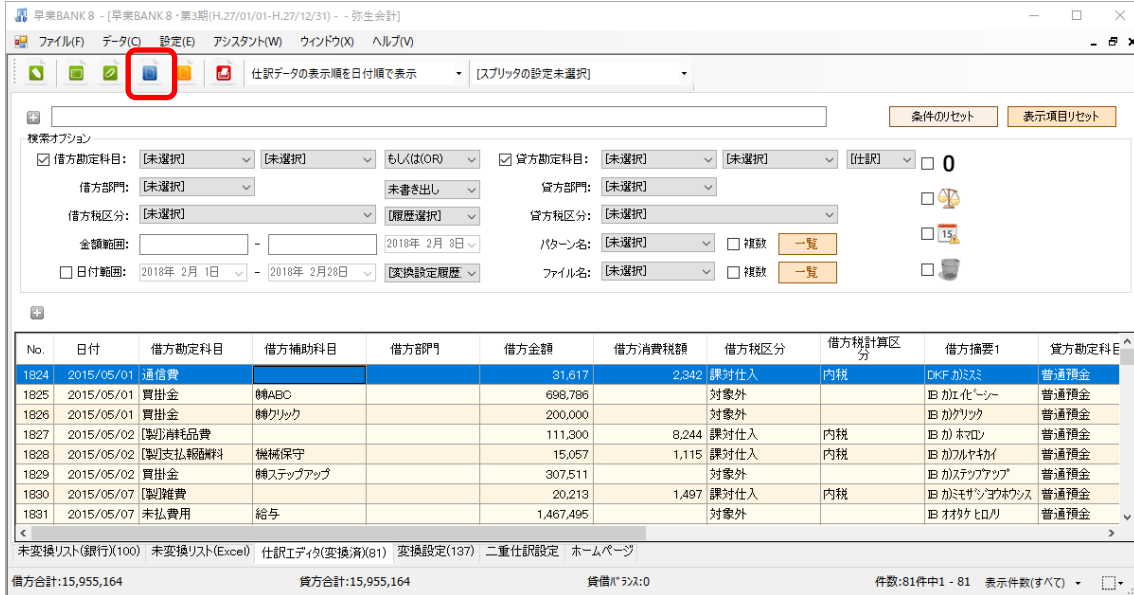 早業BANK 8 - [早業BANK 8・第3期(H.27/01/01-H.27/12/31) - - 弥生会計]
ファイル(F) データ(C) 設定(E) アシスタント(W) ウィンドウ(X) ヘルプ(V)
仕訳データの表示順を日付順で表示 [スプリッタの設定未選択]
条件のリセット 表示項目リセット
検索オプション
借方勘定科目: [未選択] [未選択] もしくは(OR) 貸方勘定科目: [未選択] [未選択] [仕訳] 0
借方部門: [未選択] 未書き出し 貸方部門: [未選択]
借方税区分: [未選択] [履歴選択] 貸方税区分: [未選択]
金額範囲: - 2018年 2月 3日 パターン名: [未選択] 複数 一覧 15
日付範囲: 2018年 2月 1日 - 2018年 2月28日 [変換設定履歴 ファイル名: [未選択] 複数 一覧
No. 日付 借方勘定科目 借方補助科目 借方部門 借方金額 借方消費税額 借方税区分 借方税計算区分 借方摘要1 貸方勘定科目
1824 2015/05/01 通信費 31,617 2,342 課対仕入 内税 DKF.カ)ミスミ 普通預金
1825 2015/05/01 買掛金 ㈱ABC 698,786 対象外 IB カ)エイビーシー 普通預金
1826 2015/05/01 買掛金 ㈱クリック 200,000 対象外 IB カ)クリック 普通預金
1827 2015/05/02 [製]消耗品費 111,300 8,244 課対仕入 内税 IB カ) ホマロン 普通預金
1828 2015/05/02 [製]支払報酬料 機械保守 15,057 1,115 課対仕入 内税 IB カ)フルヤキカイ 普通預金
1829 2015/05/02 買掛金 ㈱ステップアップ 307,511 対象外 IB カ)ステップアップ 普通預金
1830 2015/05/07 [製]雑費 20,213 1,497 課対仕入 内税 IB カ)ミモザジヨウホウシス 普通預金
1831 2015/05/07 未払費用 給与 1,467,495 対象外 IB オオタケ ヒロノリ 普通預金
未変換リスト(銀行)(100) 未変換リスト(Excel) 仕訳エディタ(変換済)(81) 変換設定(137) 二重仕訳設定 ホームページ
借方合計:15,955,164 貸方合計:15,955,164 貸借バランス:0 件数:81件中1 - 81 表示件数(すべて)